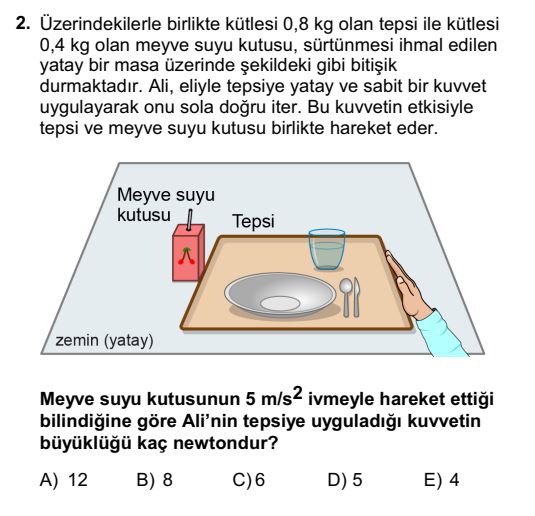 2. Üzerindekilerle birlikte kütlesi 0,8 kg olan tepsi ile kütlesi
0,4 kg olan meyve suyu kutusu, sürtünmesi ihmal edilen
yatay bir masa üzerinde şekildeki gibi bitişik
durmaktadır. Ali, eliyle tepsiye yatay ve sabit bir kuvvet
uygulayarak onu sola doğru iter. Bu kuvvetin etkisiyle
tepsi ve meyve suyu kutusu birlikte hareket eder.
Meyve suyu
kutusu
Tepsi
zemin (yatay)
Meyve suyu kutusunun 5 m/s² ivmeyle hareket ettiği
bilindiğine göre Ali’nin tepsiye uyguladığı kuvvetin
büyüklüğü kaç newtondur?
A) 12 B) 8 C) 6 D) 5 E) 4